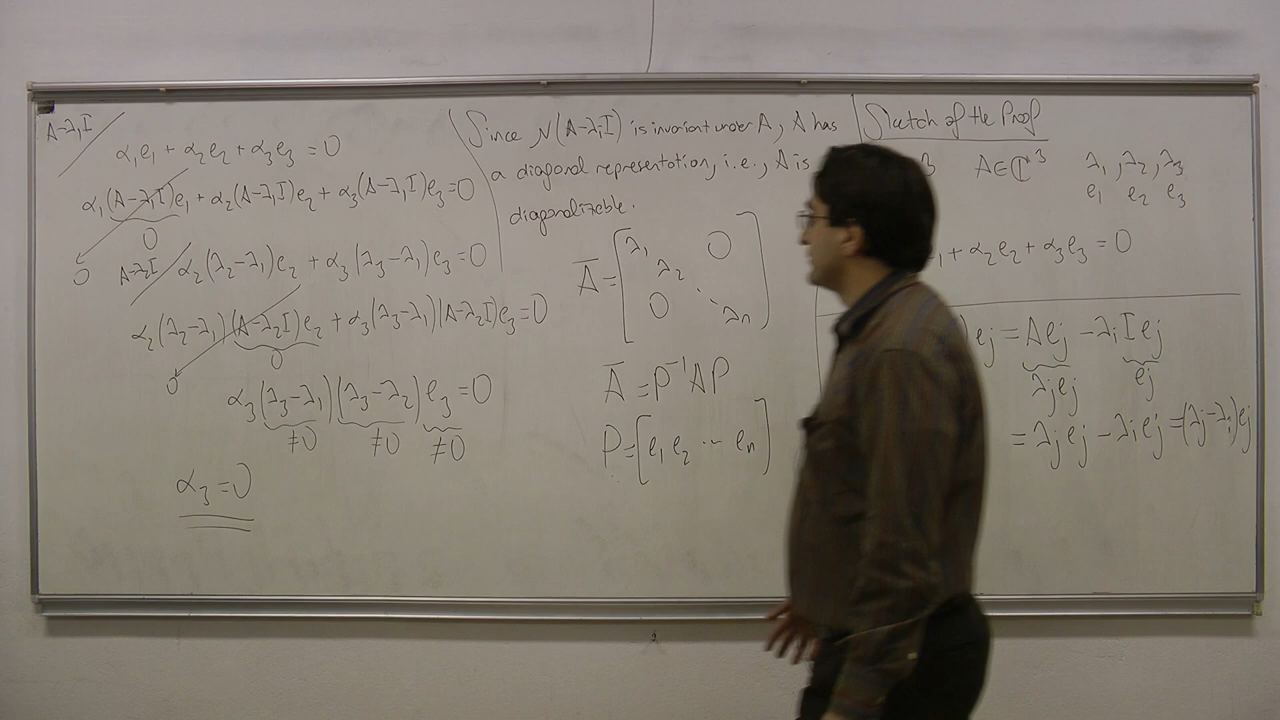 A-λ₁I
α₁e₁ + α₂e₂ + α₃e₃ = 0
α₁(A-λ₁I)e₁ + α₂(A-λ₁I)e₂ + α₃(A-λ₁I)e₃ = 0
0
0
A-λ₂I
α₂(λ₂-λ₁)e₂ + α₃(λ₃-λ₁)e₃ = 0
α₂(λ₂-λ₁)(A-λ₂I)e₂ + α₃(λ₃-λ₁)(A-λ₂I)e₃ = 0
0
0
α₃(λ₃-λ₁)(λ₃-λ₂)e₃ = 0
≠0 ≠0 ≠0
α₃ = 0
Since N(A-λᵢI) is invariant under A, A has
a diagonal representation, i.e., A is
diagonalizable.
Ā = [λ₁ 0
λ₂ ⋱
0 λn]
Ā = P⁻¹AP
P = [e₁ e₂ ⋯ en]
Sketch of the Proof
3 A∈ℂ³ λ₁, λ₂, λ₃
e₁ e₂ e₃
₁ + α₂e₂ + α₃e₃ = 0
)eⱼ = Aeⱼ - λᵢIeⱼ
λⱼeⱼ eⱼ
= λⱼeⱼ - λᵢeⱼ = (λⱼ-λᵢ)eⱼ